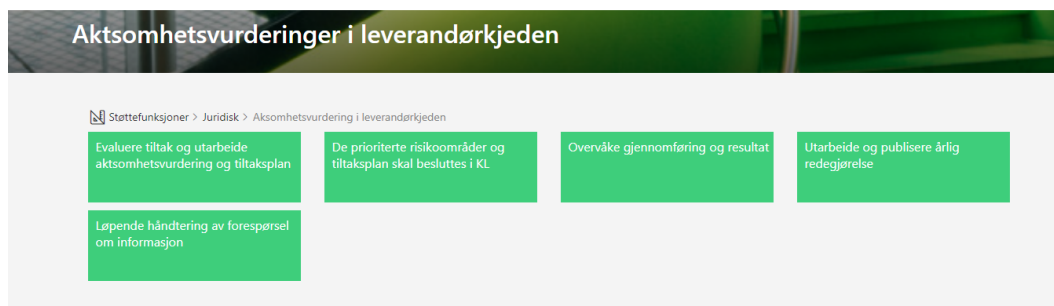 Aktsomhetsvurderinger i leverandørkjeden
Støttefunksjoner > Juridisk > Aksomhetsvurdering i leverandørkjeden
Evaluere tiltak og utarbeide
aktsomhetsvurdering og tiltaksplan
De prioriterte risikoområder og
tiltaksplan skal besluttes i KL
Overvåke gjennomføring og resultat
Utarbeide og publisere årlig
redegjørelse
Løpende håndtering av forespørsel
om informasjon